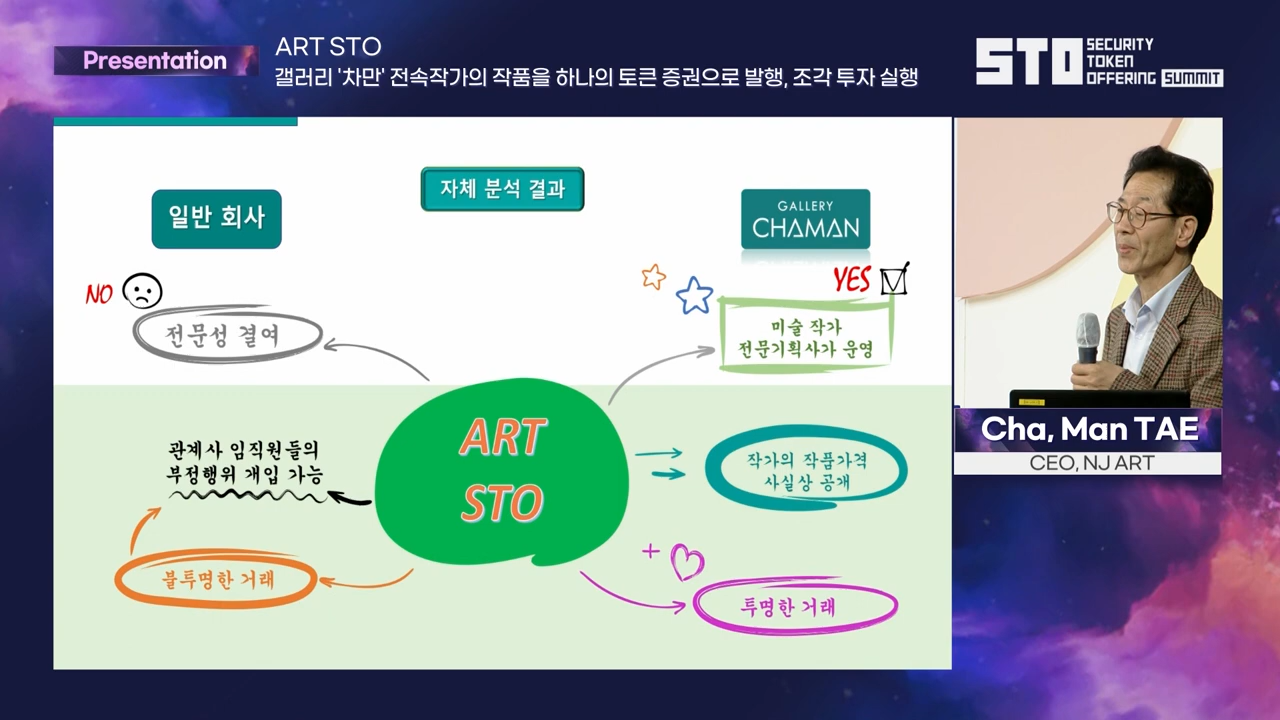 Presentation
ART STO
갤러리 '차만' 전속작가의 작품을 하나의 토큰 증권으로 발행, 조각 투자 실행
STO SECURITY
TOKEN
OFFERING SUMMIT
자체 분석 결과
일반 회사
GALLERY
CHAMAN
NO
YES
전문성 결여
미술 작가
전문기획사가 운영
ART
STO
관계사 임직원들의
부정행위 개입 가능
작가의 작품가격
사실상 공개
불투명한 거래
투명한 거래
Cha, Man TAE
CEO, NJ ART